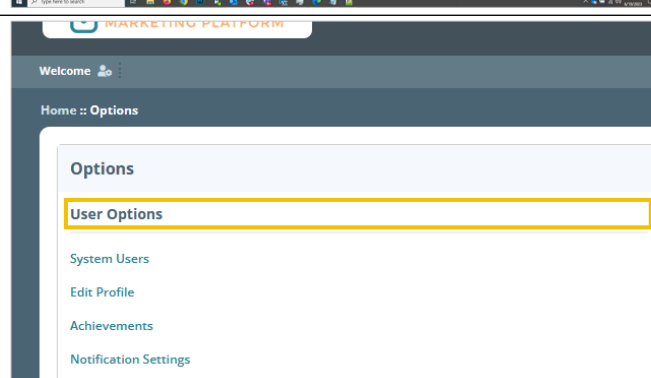 Type here to search
MARKETING PLATFORM
Welcome
Home :: Options
Options
User Options
System Users
Edit Profile
Achievements
Notification Settings